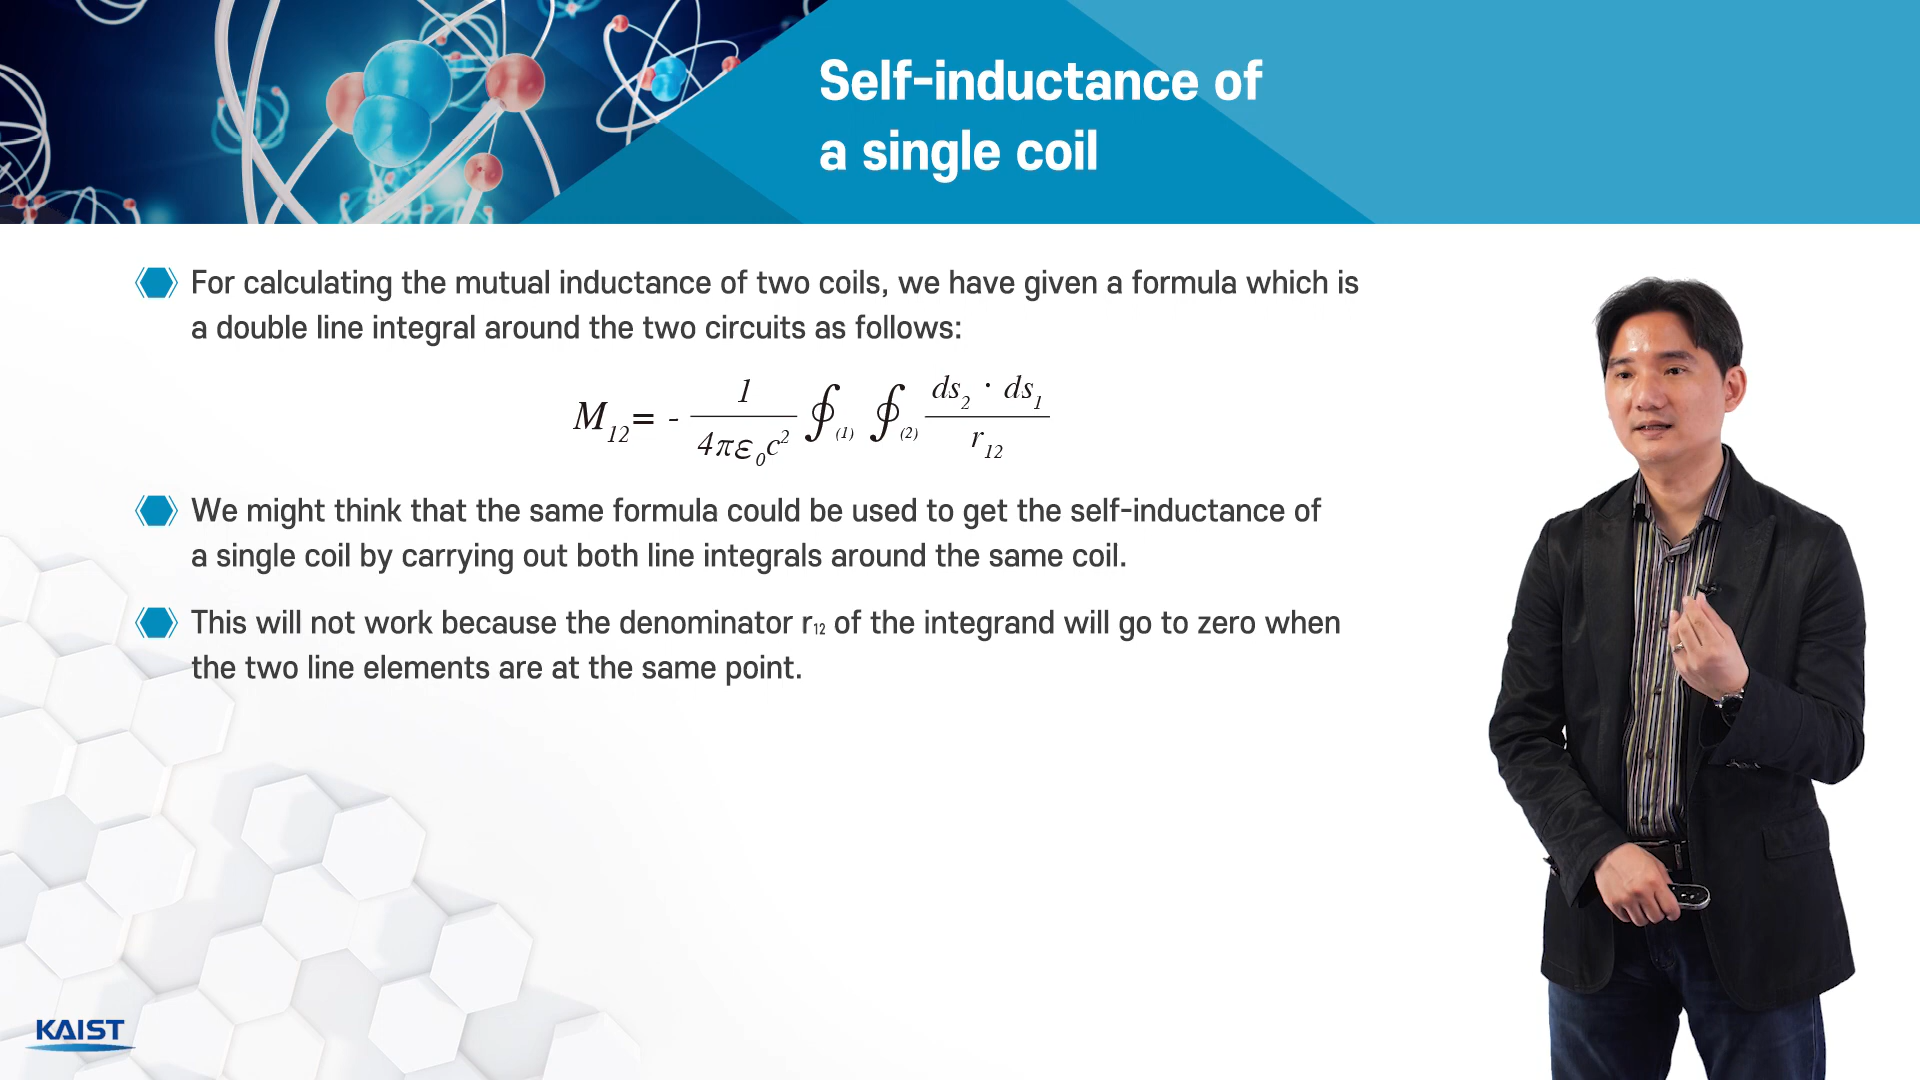 Self-inductance of
a single coil
For calculating the mutual inductance of two coils, we have given a formula which is
a double line integral around the two circuits as follows:
M₁₂= - 1/(4πε₀c²) ∮₍₁₎ ∮₍₂₎ (ds₂ · ds₁)/r₁₂
We might think that the same formula could be used to get the self-inductance of
a single coil by carrying out both line integrals around the same coil.
This will not work because the denominator r₁₂ of the integrand will go to zero when
the two line elements are at the same point.
KAIST